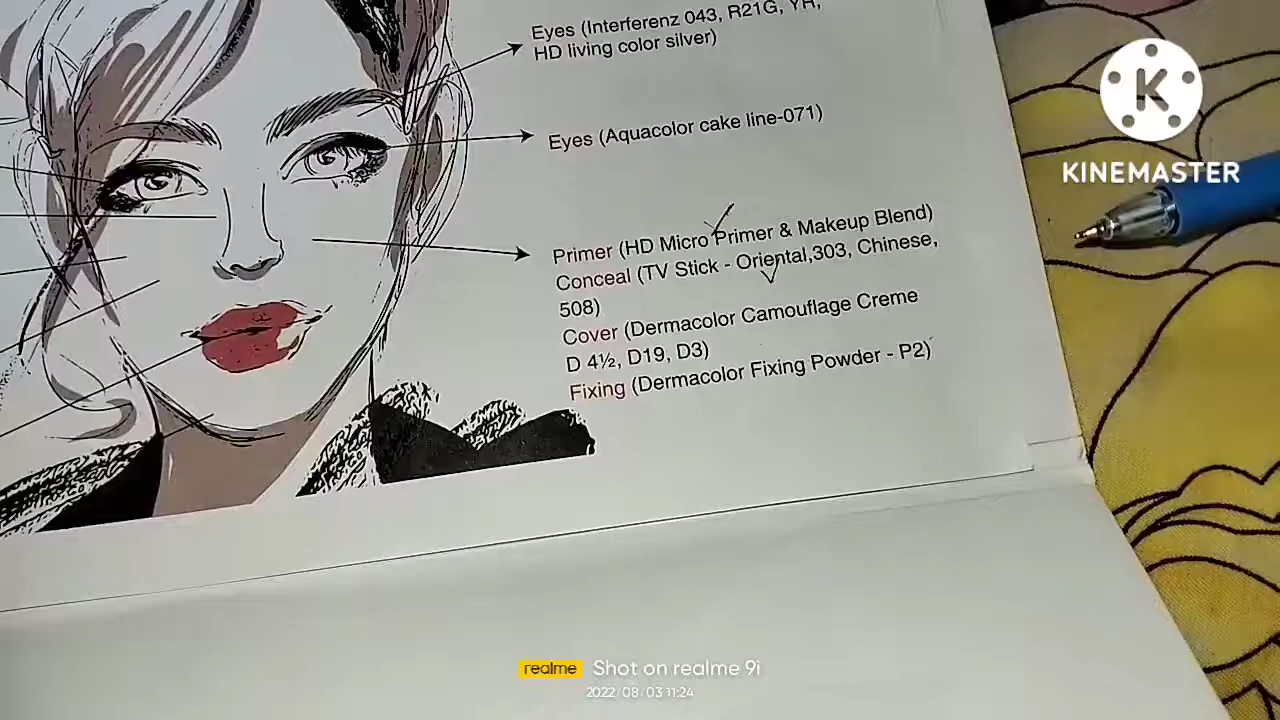 Eyes (Interferenz 043, R21G, YR,
HD living color silver)
Eyes (Aquacolor cake line-071)
Primer (HD Micro Primer & Makeup Blend)
Conceal (TV Stick - Oriental,303, Chinese,
508)
Cover (Dermacolor Camouflage Creme
D 4½, D19, D3)
Fixing (Dermacolor Fixing Powder - P2)
K
KINEMASTER
realme Shot on realme 9i
2022/08/03 11:24